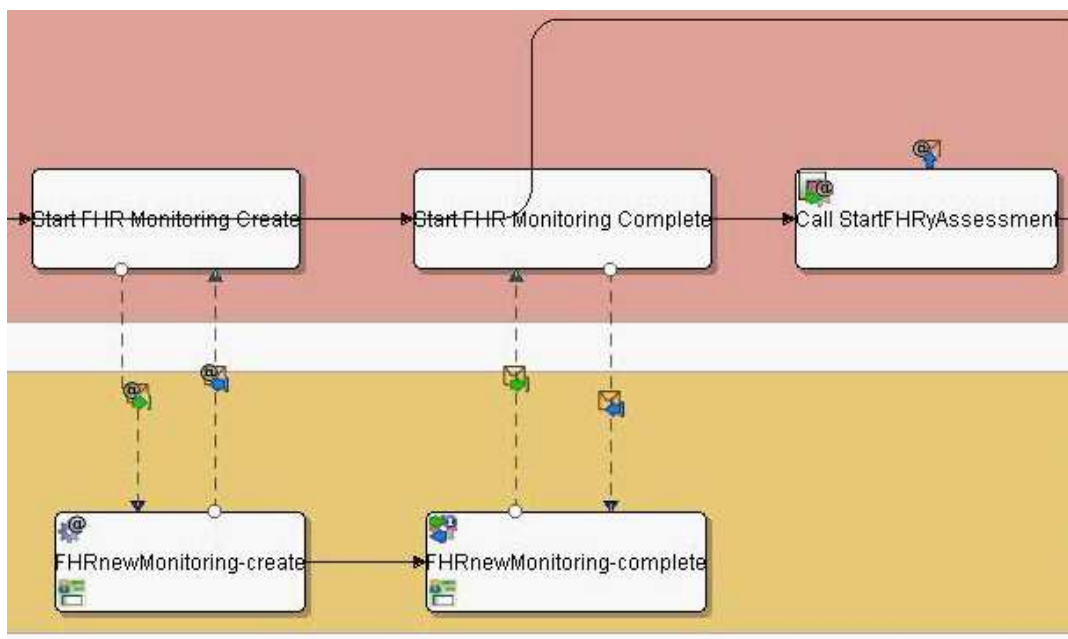 Start FHR Monitoring Create
Start FHR Monitoring Complete
Call StartFHRyAssessment
FHRnewMonitoring-create
FHRnewMonitoring-complete